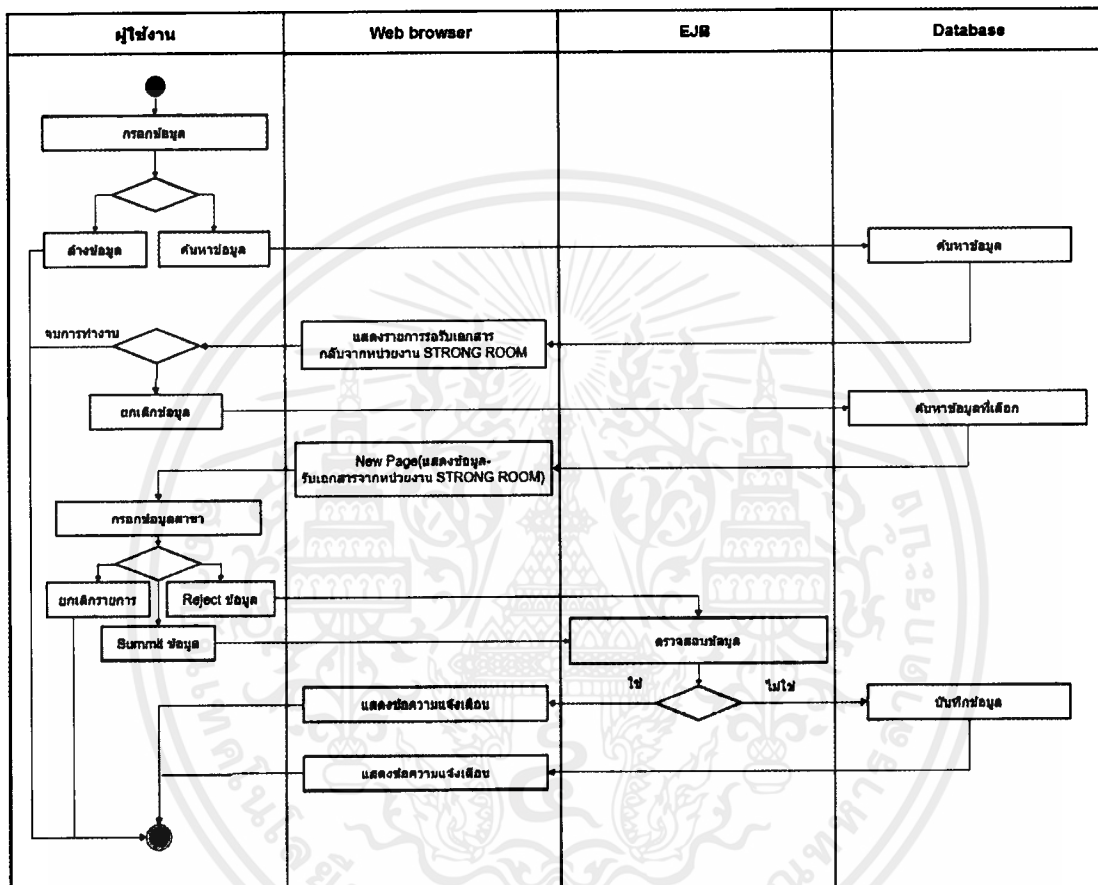 ผู้ใช้งาน
Web browser
EJB
Database
กรอกข้อมูล
ล้างข้อมูล
ค้นหาข้อมูล
ค้นหาข้อมูล
จบการทำงาน
แสดงรายการรอรับเอกสาร
กลับจากหน่วยงาน STRONG ROOM
ยกเลิกข้อมูล
ค้นหาข้อมูลที่เลือก
New Page(แสดงข้อมูล-
รับเอกสารจากหน่วยงาน STRONG ROOM)
กรอกข้อมูลสาขา
ยกเลิกรายการ
Reject ข้อมูล
Summit ข้อมูล
ตรวจสอบข้อมูล
ใช่
ไม่ใช่
แสดงข้อความแจ้งเตือน
บันทึกข้อมูล
แสดงข้อความแจ้งเตือน